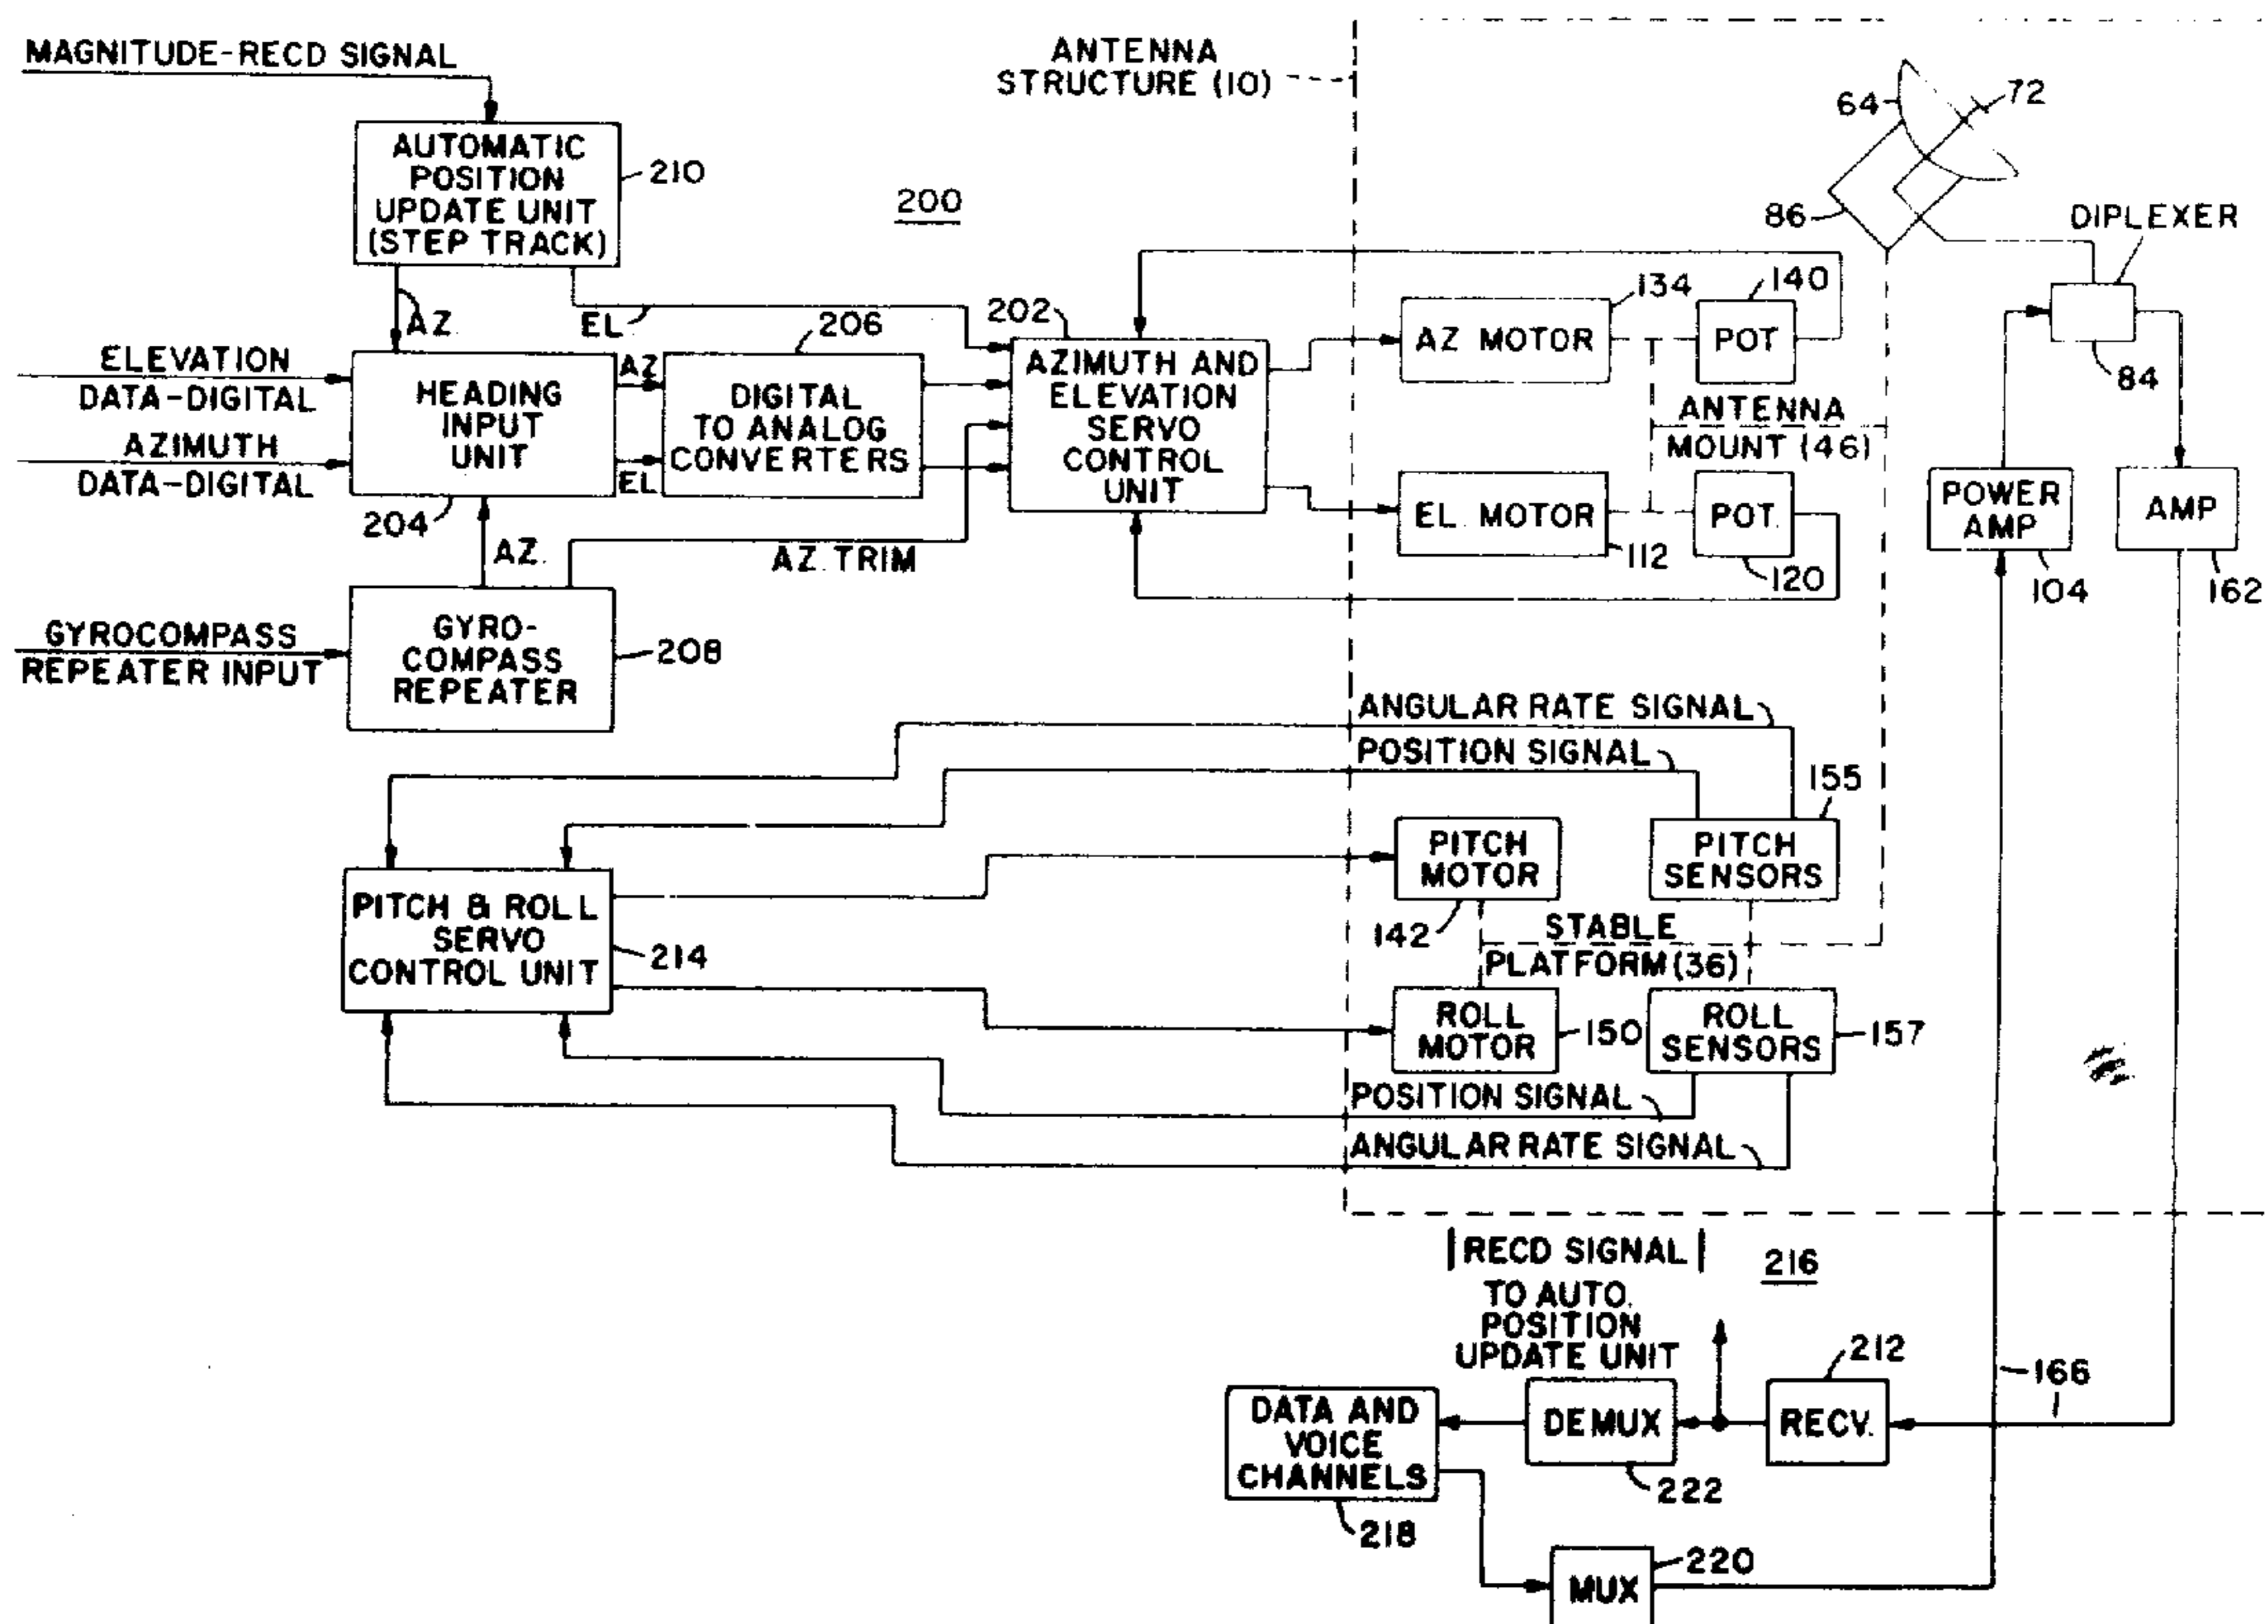 MAGNITUDE-RECD SIGNAL
ANTENNA
STRUCTURE (10)
AUTOMATIC
POSITION
UPDATE UNIT
(STEP TRACK)
210
200
64
72
86
DIPLEXER
84
AZ.
EL
206
202
134
140
ELEVATION
DATA-DIGITAL
AZIMUTH
DATA-DIGITAL
HEADING
INPUT
UNIT
204
AZ
EL
DIGITAL
TO ANALOG
CONVERTERS
AZIMUTH AND
ELEVATION
SERVO
CONTROL
UNIT
AZ MOTOR
POT
ANTENNA
MOUNT (46)
EL. MOTOR
POT.
112
120
POWER
AMP
104
AMP
162
AZ.
AZ. TRIM
GYROCOMPASS
REPEATER INPUT
GYRO-
COMPASS
REPEATER
208
ANGULAR RATE SIGNAL
POSITION SIGNAL
155
PITCH
MOTOR
142
PITCH
SENSORS
STABLE
PLATFORM (36)
PITCH & ROLL
SERVO
CONTROL UNIT
214
ROLL
MOTOR
150
ROLL
SENSORS
157
POSITION SIGNAL
ANGULAR RATE SIGNAL
|RECD SIGNAL|
TO AUTO.
POSITION
UPDATE UNIT
216
212
166
DATA AND
VOICE
CHANNELS
218
DEMUX
222
RECV.
MUX
220